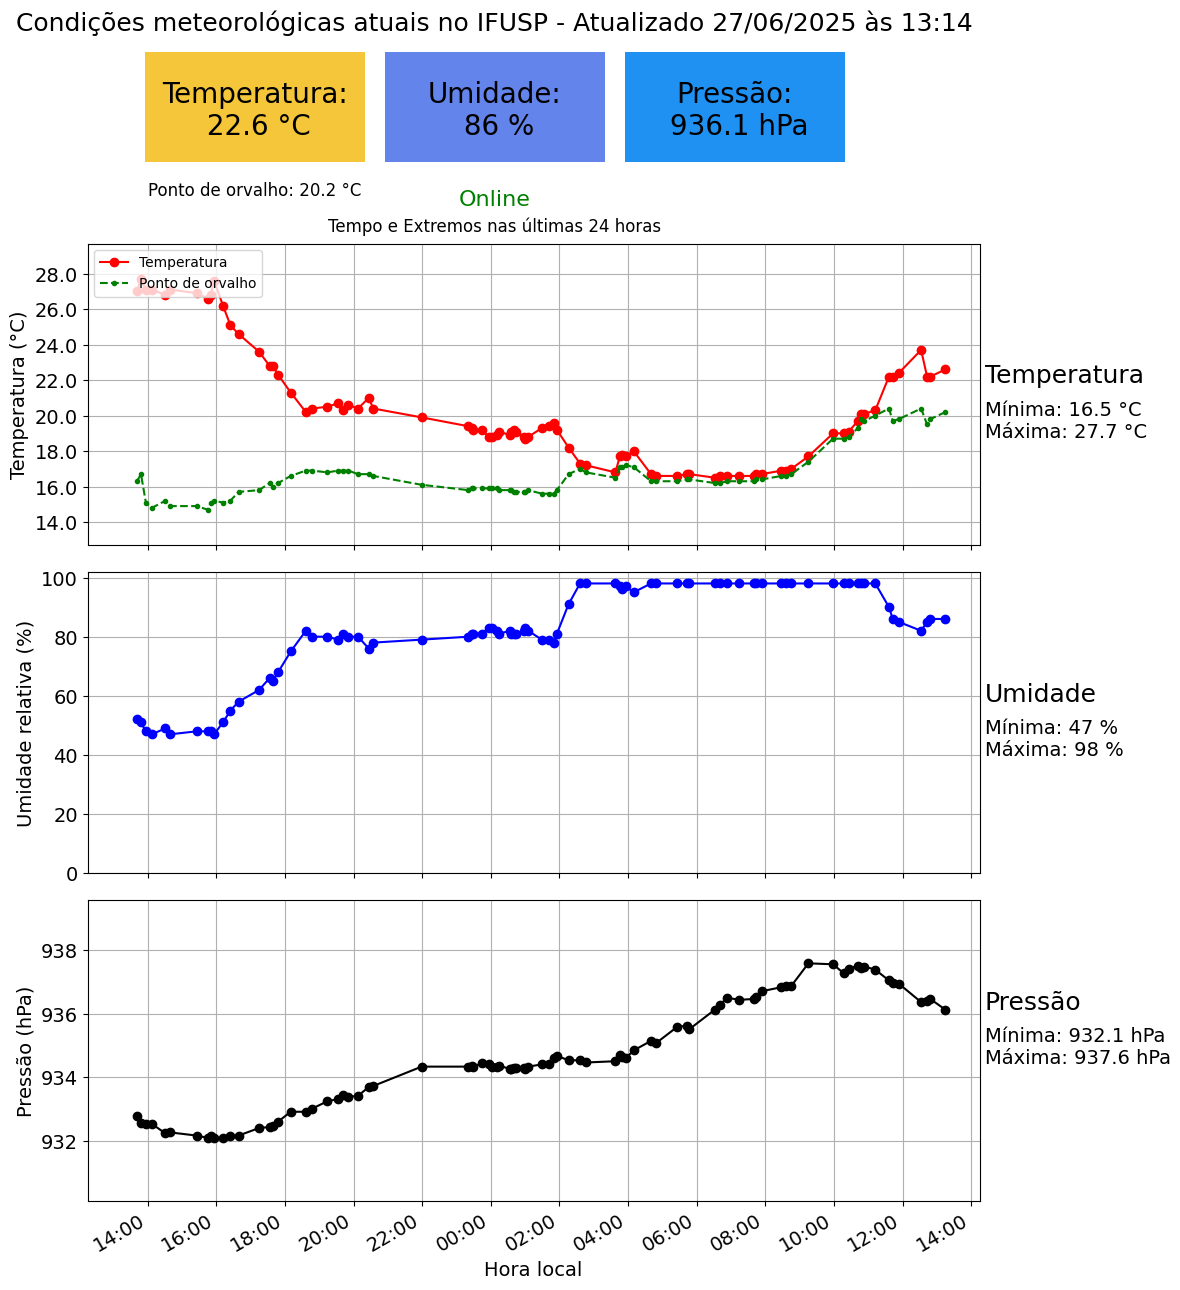 Condições meteorológicas atuais no IFUSP - Atualizado 27/06/2025 às 13:14
Temperatura:
22.6 °C
Umidade:
86 %
Pressão:
936.1 hPa
Ponto de orvalho: 20.2 °C
Online
Tempo e Extremos nas últimas 24 horas
Temperatura
Ponto de orvalho
Temperatura (°C)
28.0
26.0
24.0
22.0
20.0
18.0
16.0
14.0
Temperatura
Mínima: 16.5 °C
Máxima: 27.7 °C
Umidade relativa (%)
100
80
60
40
20
0
Umidade
Mínima: 47 %
Máxima: 98 %
Pressão (hPa)
938
936
934
932
Pressão
Mínima: 932.1 hPa
Máxima: 937.6 hPa
14:00
16:00
18:00
20:00
22:00
00:00
02:00
04:00
06:00
08:00
10:00
12:00
14:00
Hora local